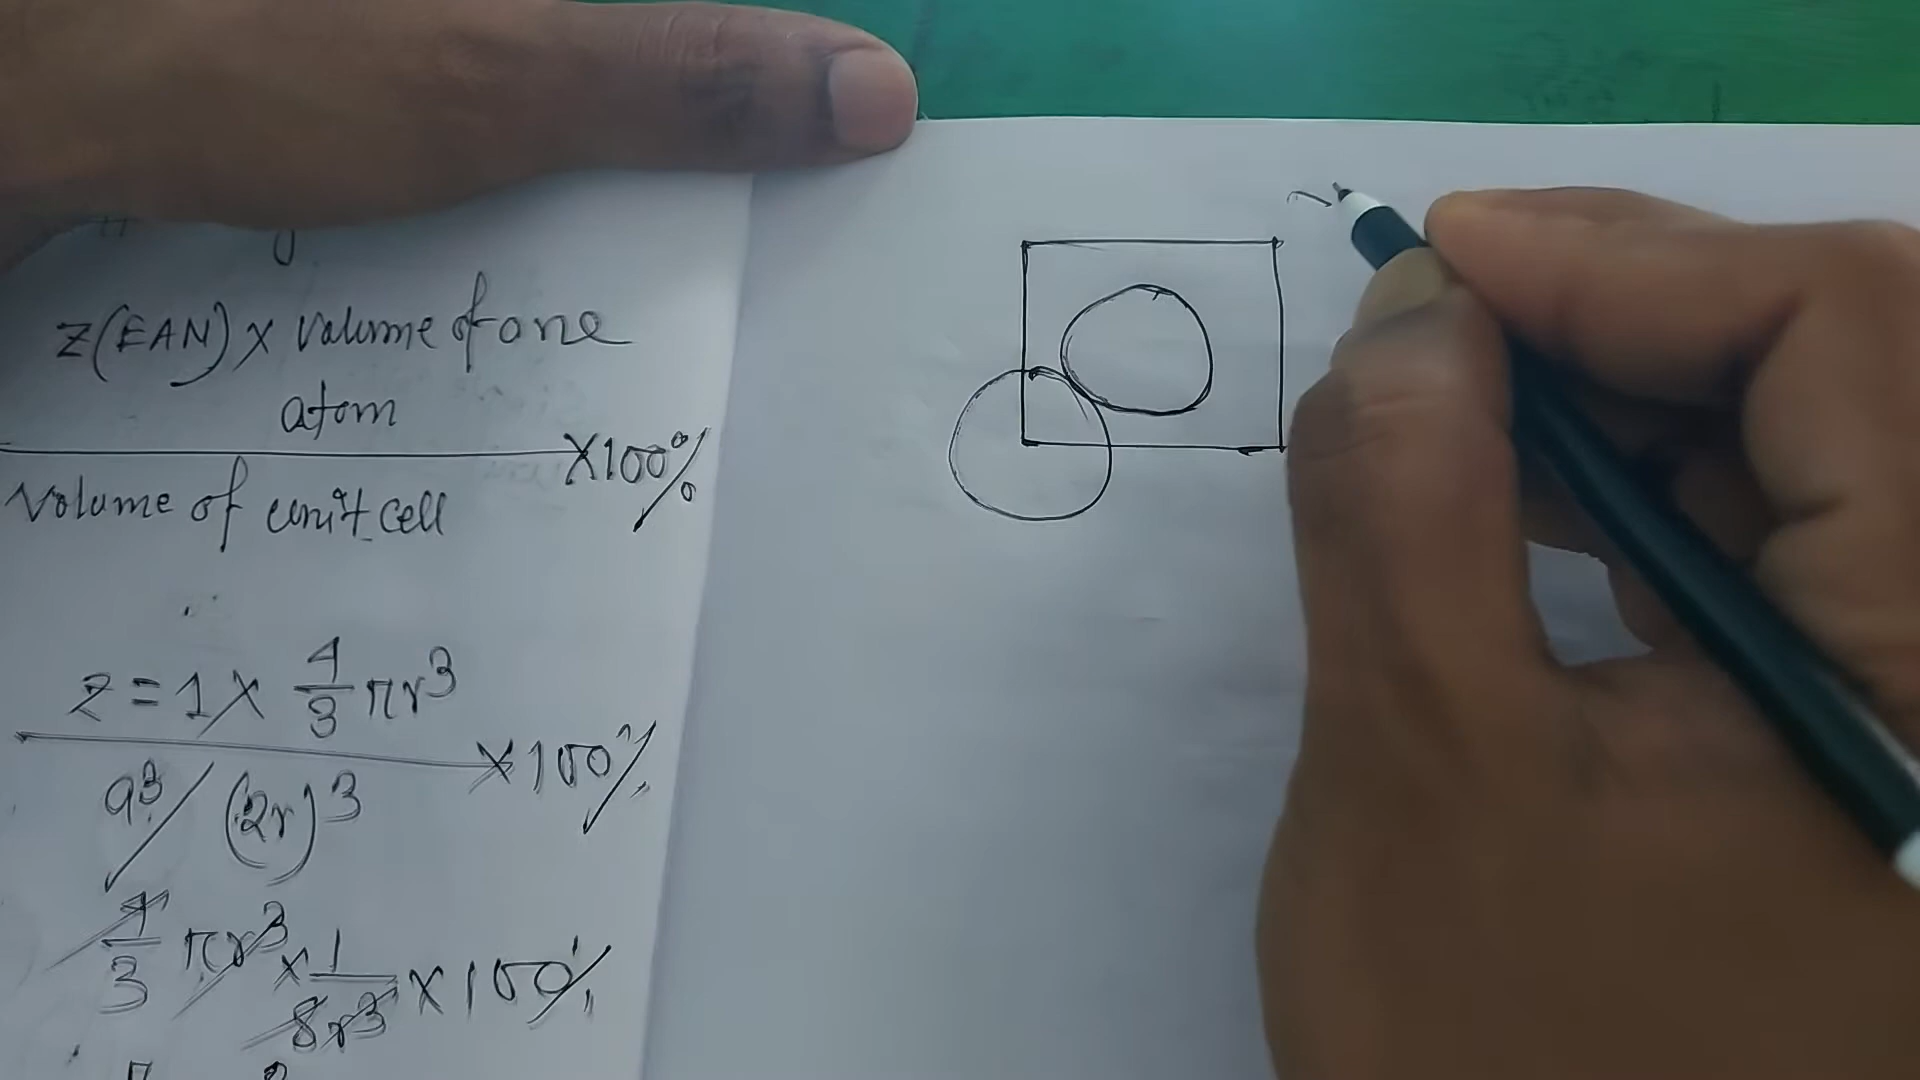 Z(EAN) X Volume of one
atom
X100%
Volume of unit cell
Z = 1 X 4/3 πr³
X100%
a³/(2r)³
4/3 πr³ x 1/8r³ X 100%